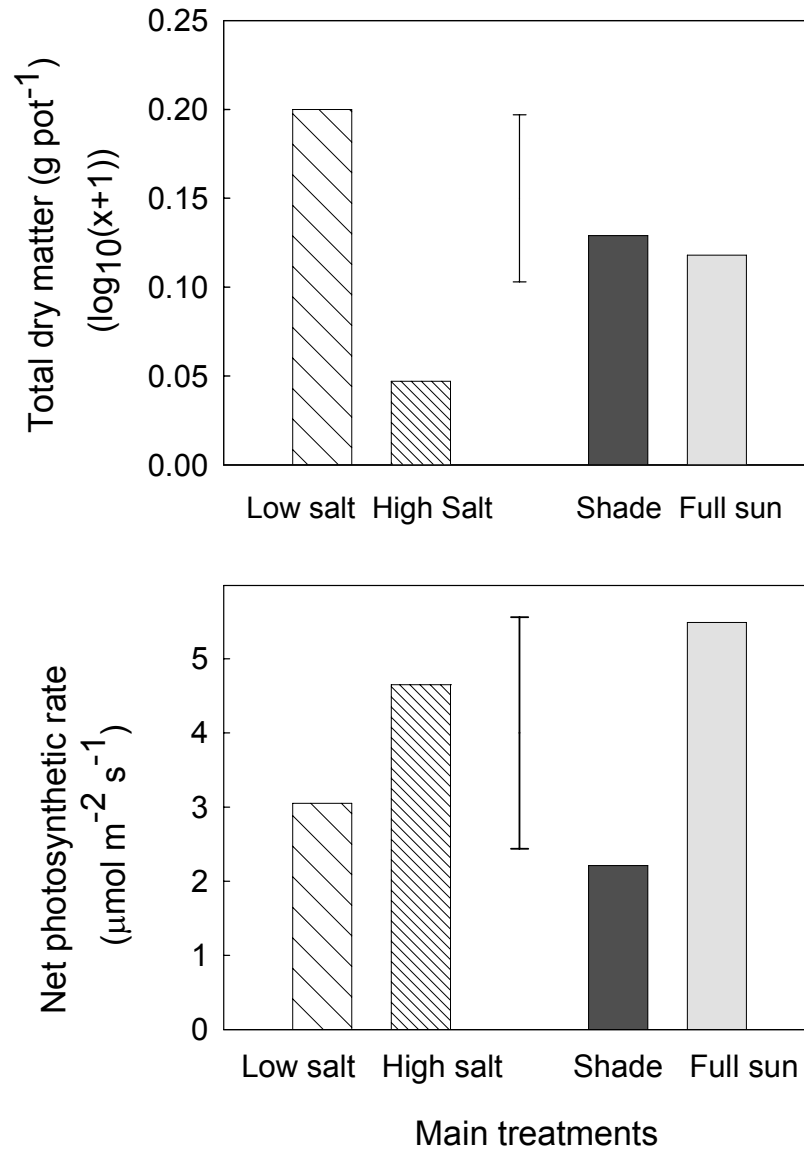 Total dry matter (g pot⁻¹)
(log₁₀(x+1))
0.25
0.20
0.15
0.10
0.05
0.00
Low salt High Salt Shade Full sun
Net photosynthetic rate
(μmol m⁻² s⁻¹)
5
4
3
2
1
0
Low salt High salt Shade Full sun
Main treatments